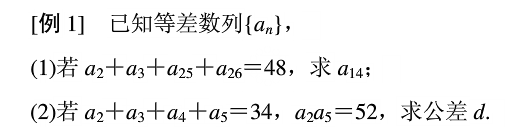 [例 1] 已知等差数列{aₙ}，
(1)若 a₂＋a₃＋a₂₅＋a₂₆＝48，求 a₁₄；
(2)若 a₂＋a₃＋a₄＋a₅＝34，a₂a₅＝52，求公差 d.